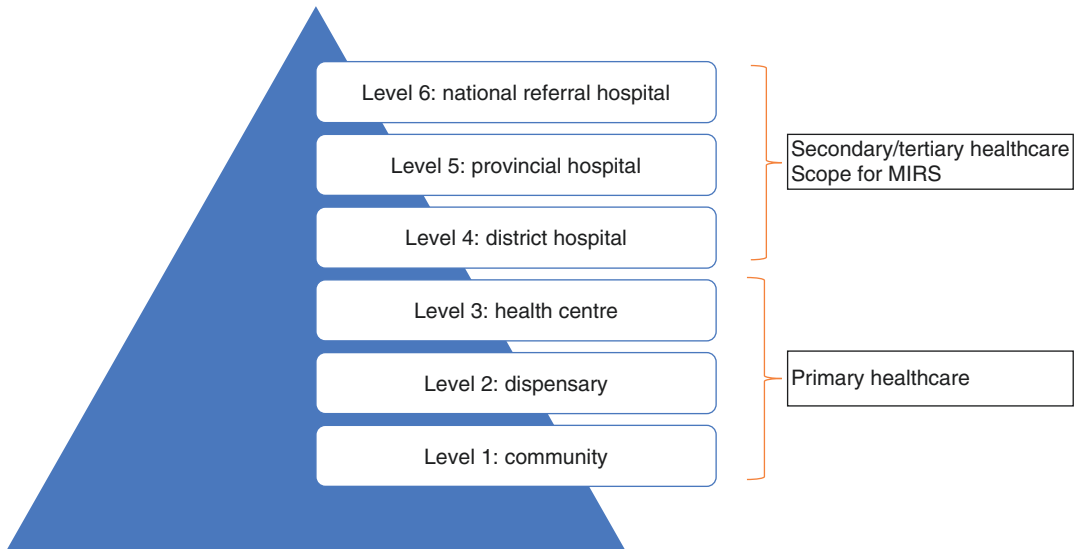 Level 6: national referral hospital
Level 5: provincial hospital
Level 4: district hospital
Secondary/tertiary healthcare
Scope for MIRS
Level 3: health centre
Level 2: dispensary
Level 1: community
Primary healthcare